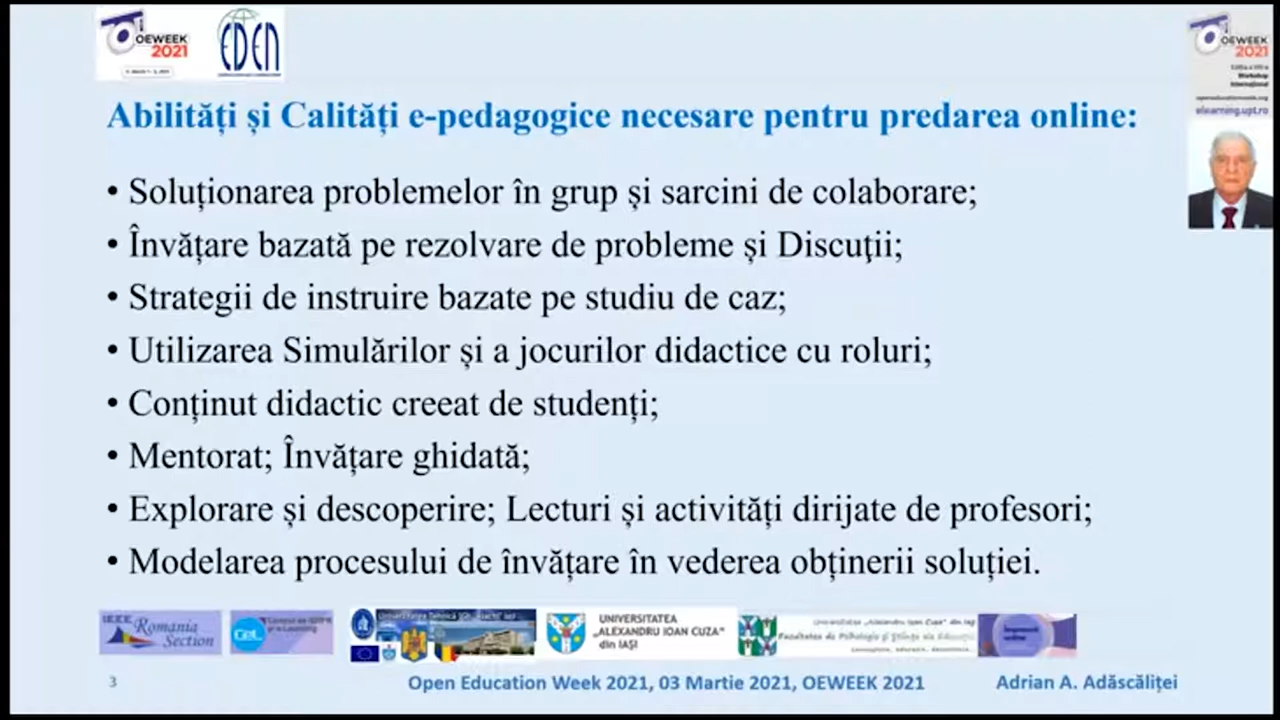 OEWEEK
2021
EDEN
OEWEEK
2021
Workshop
Internațional
elearning.upt.ro
Abilități și Calități e-pedagogice necesare pentru predarea online:
• Soluționarea problemelor în grup și sarcini de colaborare;
• Învățare bazată pe rezolvare de probleme și Discuţii;
• Strategii de instruire bazate pe studiu de caz;
• Utilizarea Simulărilor și a jocurilor didactice cu roluri;
• Conținut didactic creeat de studenți;
• Mentorat; Învățare ghidată;
• Explorare și descoperire; Lecturi și activități dirijate de profesori;
• Modelarea procesului de învățare în vederea obținerii soluției.
IEEE
Romania
Section
CeL
UNIVERSITATEA
„ALEXANDRU IOAN CUZA”
din IAȘI
3
Open Education Week 2021, 03 Martie 2021, OEWEEK 2021
Adrian A. Adăscăliței